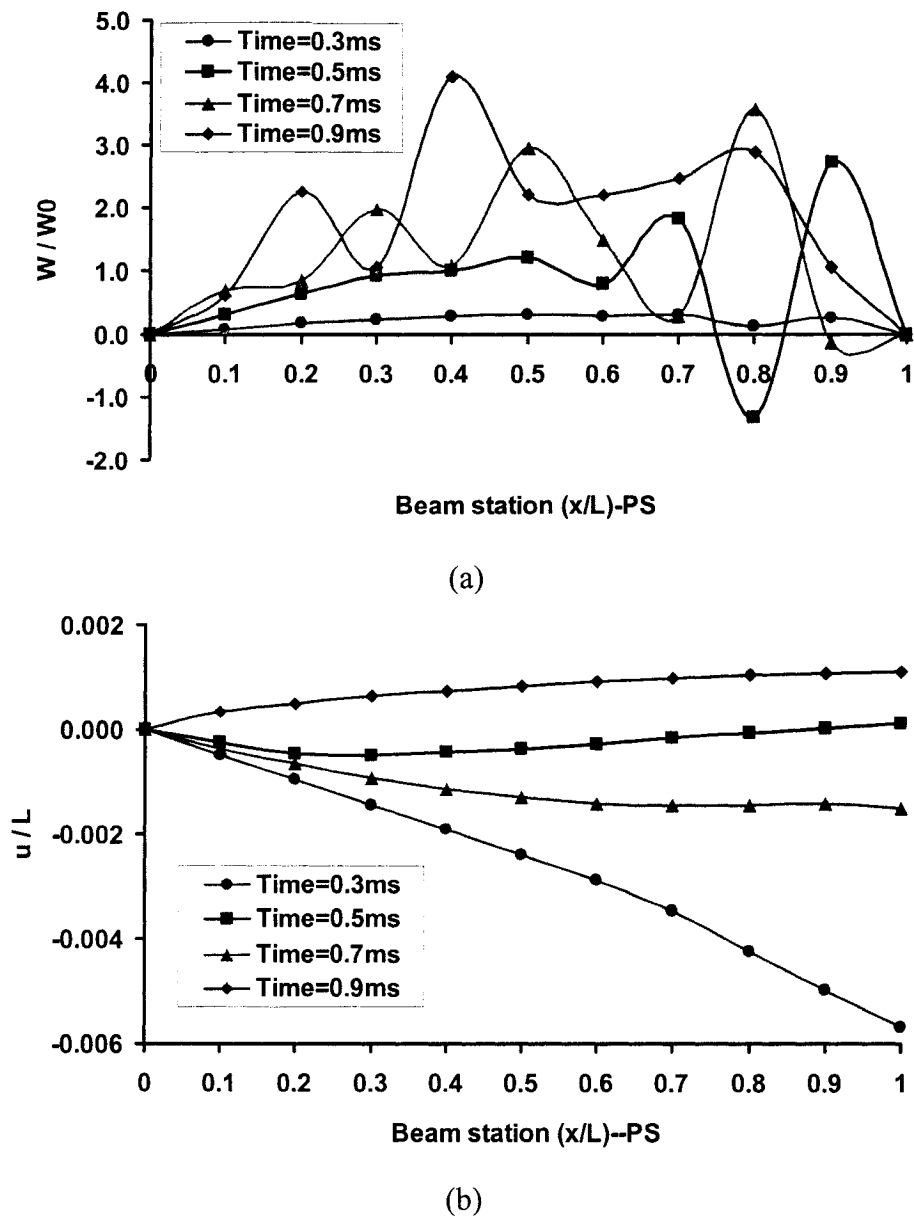 5.0
4.0
3.0
2.0
1.0
0.0
-1.0
-2.0
W / W0
Time=0.3ms
Time=0.5ms
Time=0.7ms
Time=0.9ms
0 0.1 0.2 0.3 0.4 0.5 0.6 0.7 0.8 0.9 1
Beam station (x/L)-PS
(a)
0.002
0.000
-0.002
-0.004
-0.006
u / L
Time=0.3ms
Time=0.5ms
Time=0.7ms
Time=0.9ms
0 0.1 0.2 0.3 0.4 0.5 0.6 0.7 0.8 0.9 1
Beam station (x/L)--PS
(b)